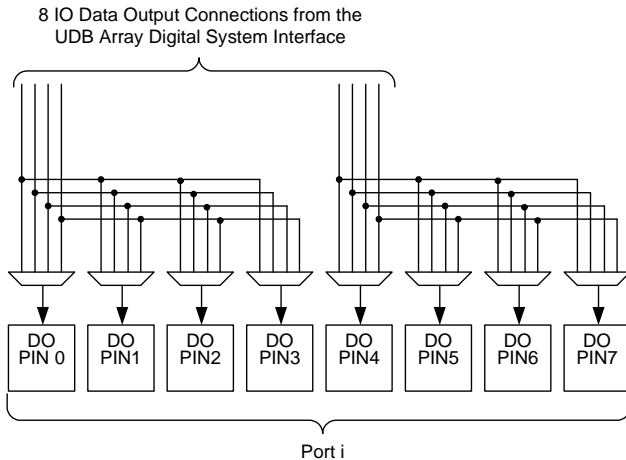 8 IO Data Output Connections from the
UDB Array Digital System Interface
DO
PIN 0
DO
PIN1
DO
PIN2
DO
PIN3
DO
PIN4
DO
PIN5
DO
PIN6
DO
PIN7
Port i